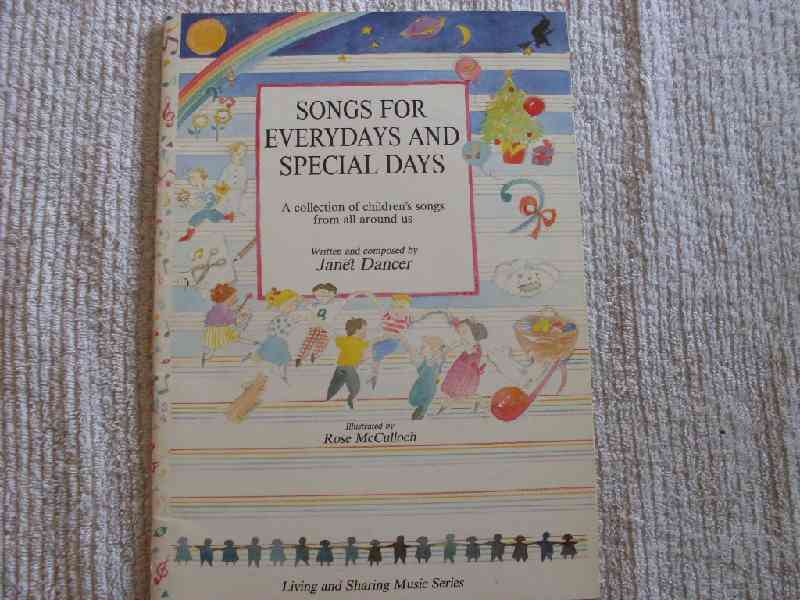 SONGS FOR
EVERYDAYS AND
SPECIAL DAYS
A collection of children's songs
from all around us
Written and composed by
Janét Dancer
Illustrated by
Rose McCulloch
Living and Sharing Music Series